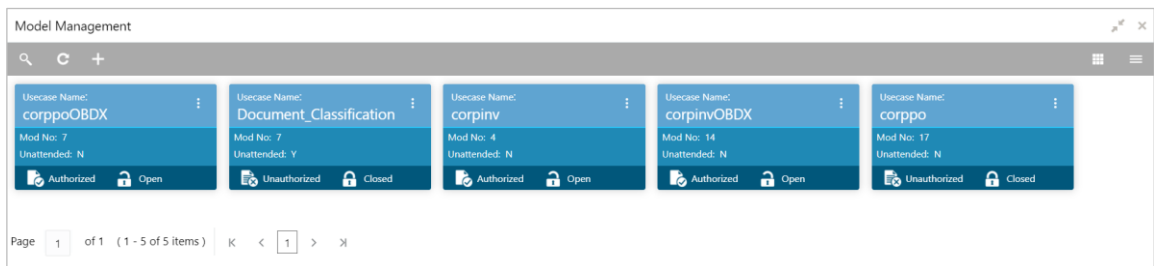 Model Management
Usecase Name:
corppoOBDX
Mod No: 7
Unattended: N
Authorized Open
Usecase Name:
Document_Classification
Mod No: 7
Unattended: Y
Unauthorized Closed
Usecase Name:
corpinv
Mod No: 4
Unattended: N
Authorized Open
Usecase Name:
corpinvOBDX
Mod No: 14
Unattended: N
Authorized Open
Usecase Name:
corppo
Mod No: 17
Unattended: N
Unauthorized Closed
Page 1 of 1 ( 1 - 5 of 5 items ) 1